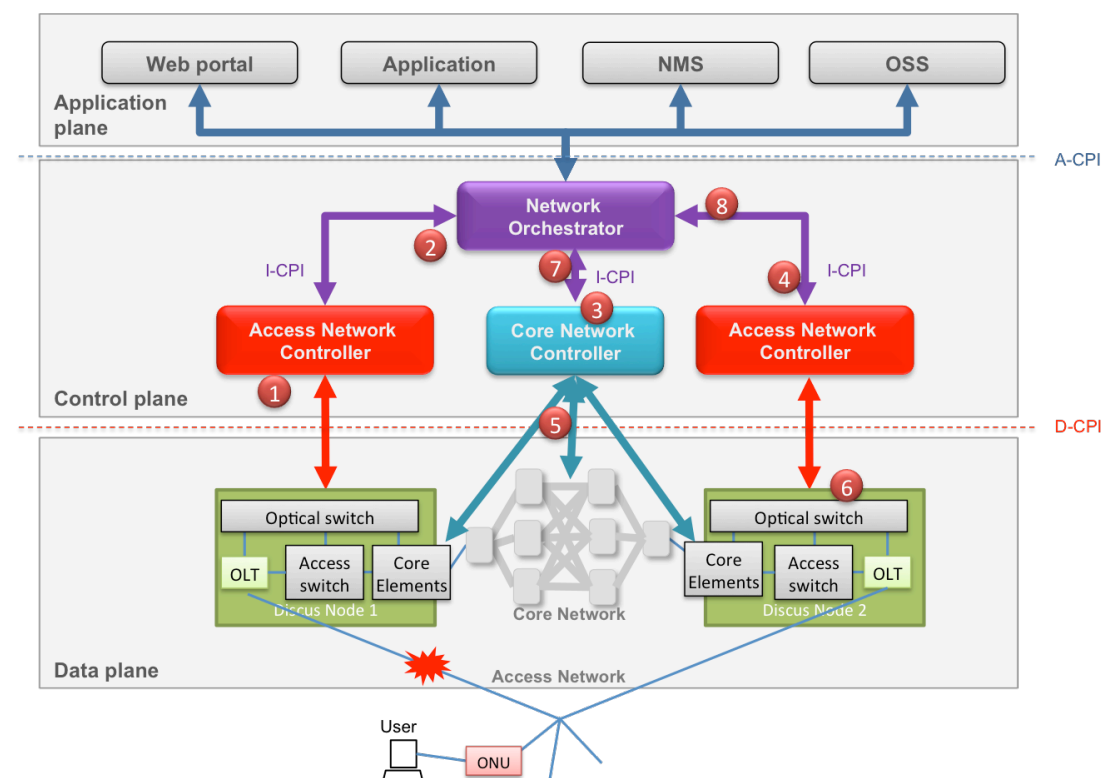 Web portal
Application
NMS
OSS
Application
plane
A-CPI
Network
Orchestrator
8
2
7
I-CPI
I-CPI
4
I-CPI
3
Access Network
Controller
Core Network
Controller
Access Network
Controller
1
Control plane
5
D-CPI
6
Optical switch
Optical switch
OLT
Access
switch
Core
Elements
Core
Elements
Access
switch
OLT
Discus Node 1
Core Network
Discus Node 2
Data plane
Access Network
User
ONU